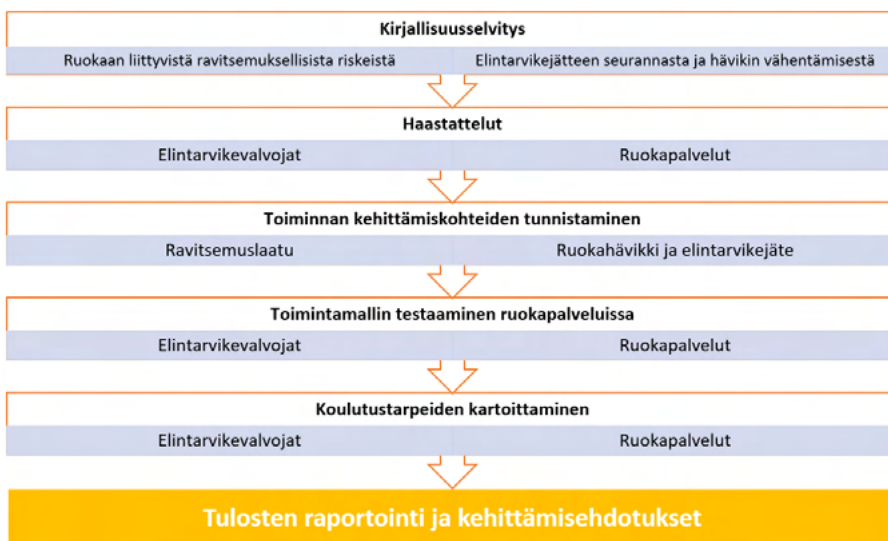 Kirjallisuusselvitys
Ruokaan liittyvistä ravitsemuksellisista riskeistä
Elintarvikejätteen seurannasta ja hävikin vähentämisestä
Haastattelut
Elintarvikevalvojat
Ruokapalvelut
Toiminnan kehittämiskohteiden tunnistaminen
Ravitsemuslaatu
Ruokahävikki ja elintarvikejäte
Toimintamallin testaaminen ruokapalveluissa
Elintarvikevalvojat
Ruokapalvelut
Koulutustarpeiden kartoittaminen
Elintarvikevalvojat
Ruokapalvelut
Tulosten raportointi ja kehittämisehdotukset